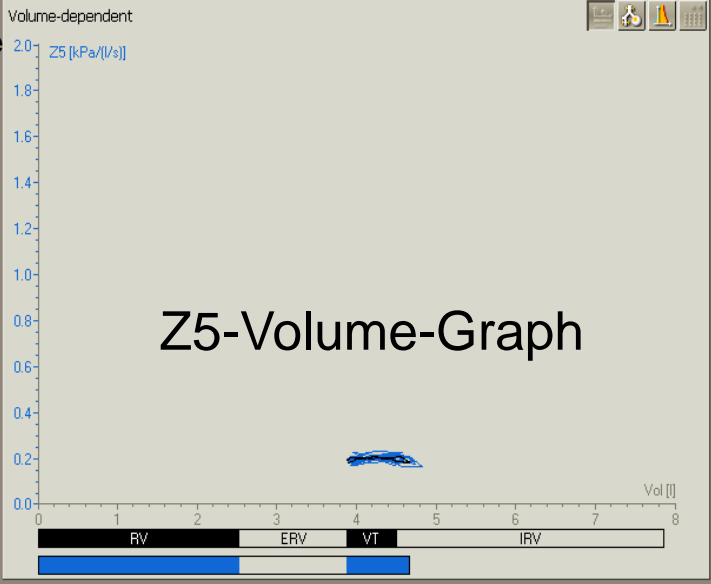 Volume-dependent
Z5 [kPa/(l/s)]
2.0
1.8
1.6
1.4
1.2
1.0
0.8
0.6
0.4
0.2
0.0
Z5-Volume-Graph
Vol [l]
0 1 2 3 4 5 6 7 8
RV ERV VT IRV